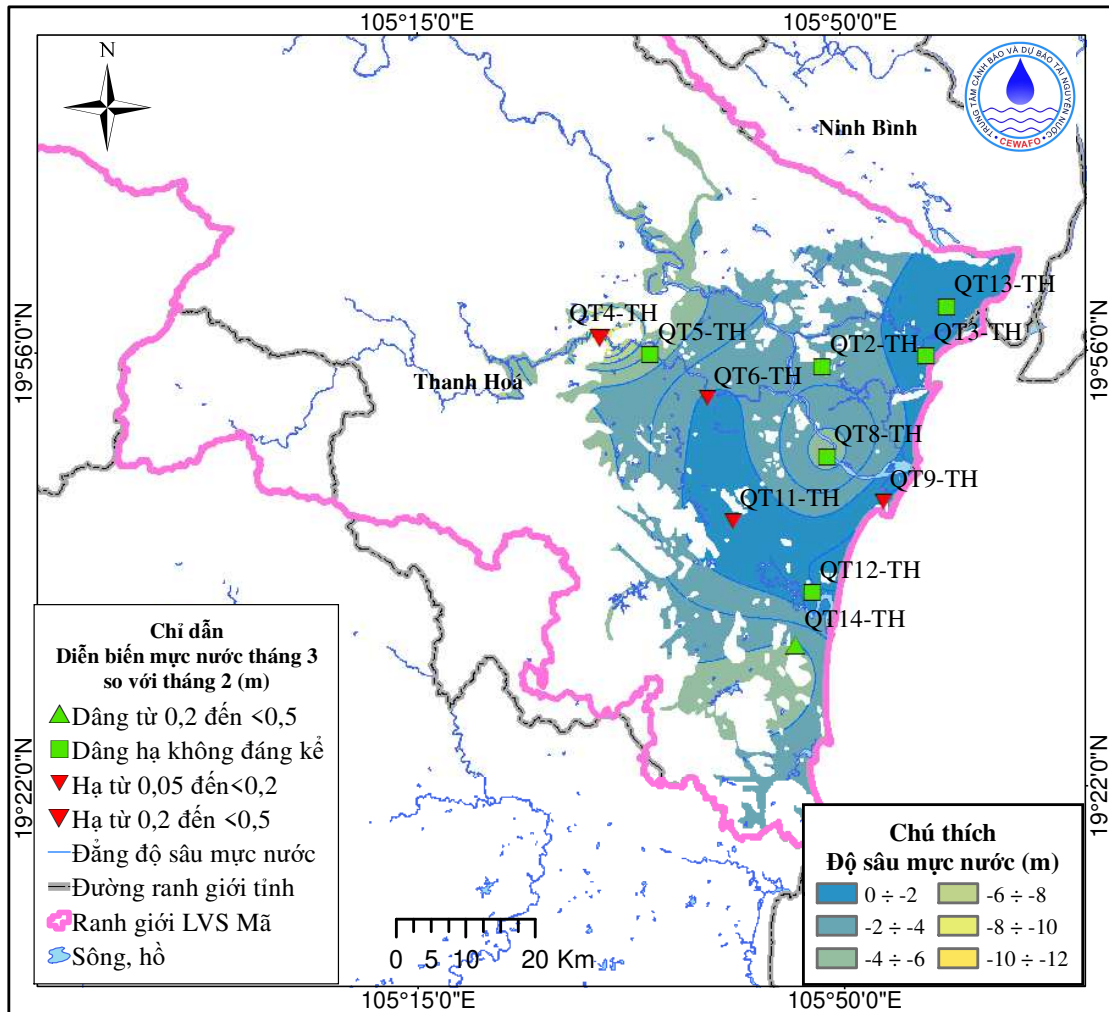 105°15'0"E
105°50'0"E
N
TRUNG TÂM CẢNH BÁO VÀ DỰ BÁO TÀI NGUYÊN NƯỚC
• CEWAFO •
Ninh Bình
19°56'0"N
19°56'0"N
QT13-TH
QT4-TH
QT5-TH
QT2-TH
QT3-TH
Thanh Hoá
QT6-TH
QT8-TH
QT9-TH
QT11-TH
QT12-TH
QT14-TH
19°22'0"N
19°22'0"N
Chỉ dẫn
Diễn biến mực nước tháng 3
so với tháng 2 (m)
Dâng từ 0,2 đến <0,5
Dâng hạ không đáng kể
Hạ từ 0,05 đến<0,2
Hạ từ 0,2 đến <0,5
Đẳng độ sâu mực nước
Đường ranh giới tỉnh
Ranh giới LVS Mã
Sông, hồ
0 5 10 20 Km
Chú thích
Độ sâu mực nước (m)
0 ÷ -2
-6 ÷ -8
-2 ÷ -4
-8 ÷ -10
-4 ÷ -6
-10 ÷ -12
105°15'0"E
105°50'0"E